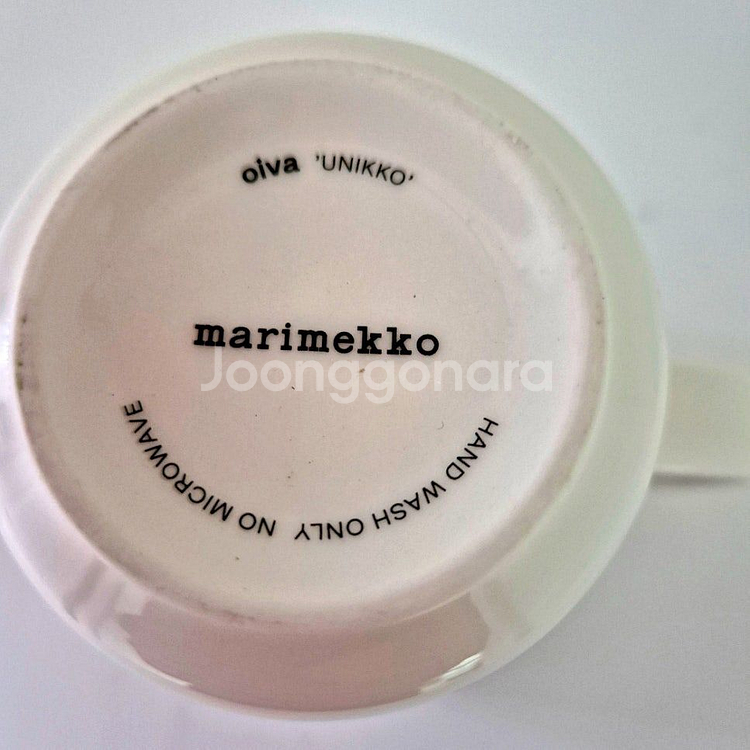 oiva 'UNIKKO'
marimekko
Joonggonara
HAND WASH ONLY NO MICROWAVE